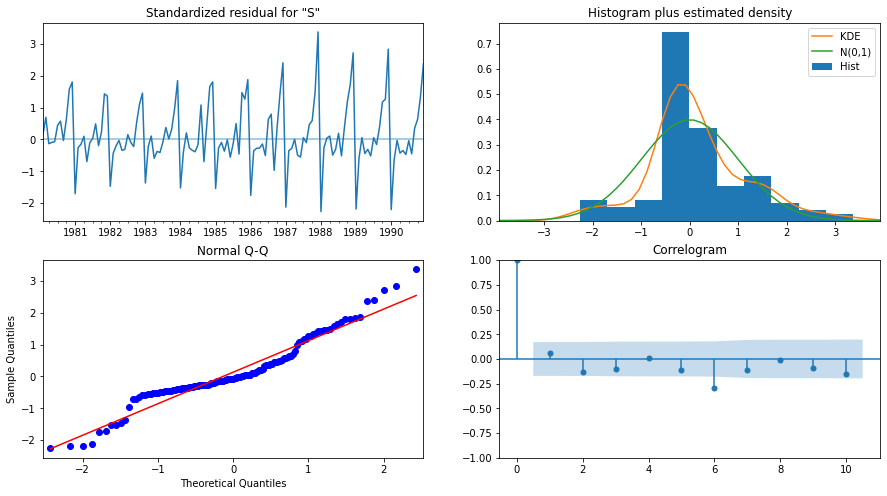 Standardized residual for "S"
3
2
1
0
−1
−2
1981 1982 1983 1984 1985 1986 1987 1988 1989 1990
Histogram plus estimated density
KDE
N(0,1)
Hist
0.7
0.6
0.5
0.4
0.3
0.2
0.1
0.0
−3 −2 −1 0 1 2 3
Normal Q-Q
Sample Quantiles
3
2
1
0
−1
−2
−2 −1 0 1 2
Theoretical Quantiles
Correlogram
1.00
0.75
0.50
0.25
0.00
−0.25
−0.50
−0.75
−1.00
0 2 4 6 8 10